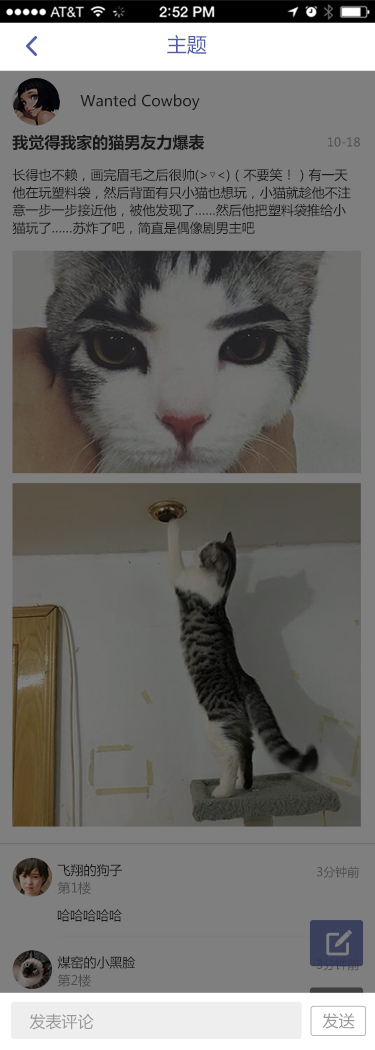 AT&T 2:52 PM
主题
Wanted Cowboy
我觉得我家的猫男友力爆表 10-18
长得也不赖，画完眉毛之后很帅(>▿<)（不要笑！）有一天
他在玩塑料袋，然后背面有只小猫也想玩，小猫就趁他不注
意一步一步接近他，被他发现了......然后他把塑料袋推给小
猫玩了......苏炸了吧，简直是偶像剧男主吧
飞翔的狗子 3分钟前
第1楼
哈哈哈哈哈
煤窑的小黑脸 3分钟前
第2楼
发表评论 发送